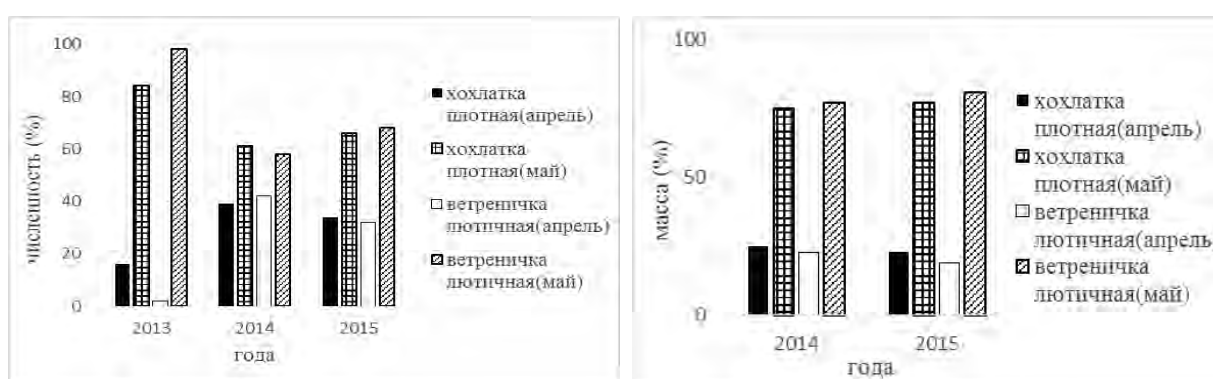 100
80
60
40
20
0
численность (%)
2013
2014
2015
года
хохлатка
плотная(апрель)
хохлатка
плотная(май)
ветреничка
лютичная(апрель)
ветреничка
лютичная(май)
100
50
0
масса (%)
2014
2015
года
хохлатка
плотная(апрель)
хохлатка
плотная(май)
ветреничка
лютичная(апрель
ветреничка
лютичная(май)